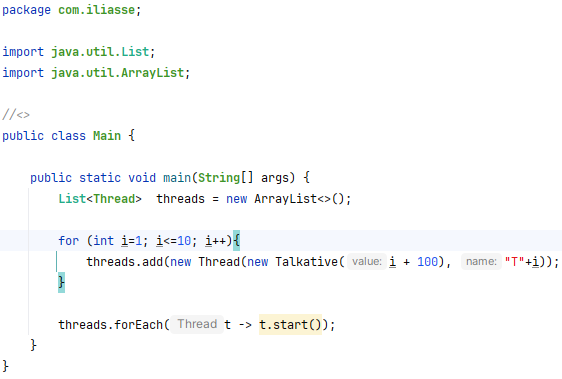 package com.iliasse;
import java.util.List;
import java.util.ArrayList;
//<>
public class Main {
public static void main(String[] args) {
List<Thread>  threads = new ArrayList<>();
for (int i=1; i<=10; i++){
threads.add(new Thread(new Talkative( value: i + 100), name: "T"+i));
}
threads.forEach( Thread t -> t.start());
}
}